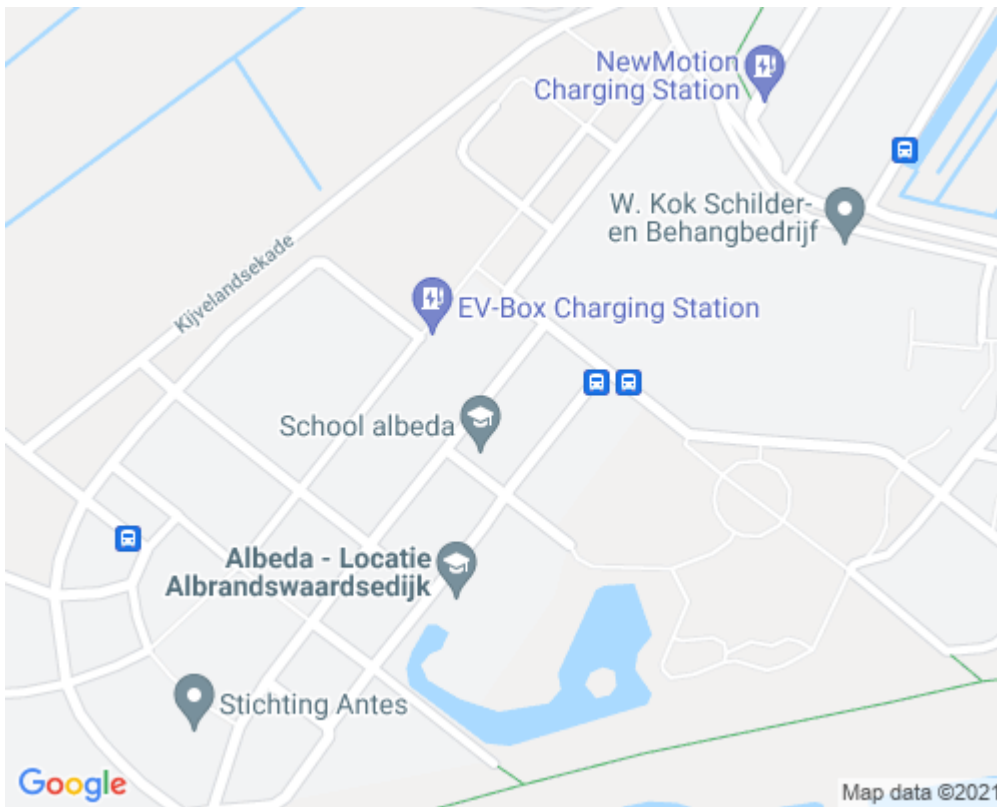 NewMotion
Charging Station
W. Kok Schilder-
en Behangbedrijf
Kijvelandsekade
EV-Box Charging Station
School albeda
Albeda - Locatie
Albrandswaardsedijk
Stichting Antes
Google
Map data ©2021